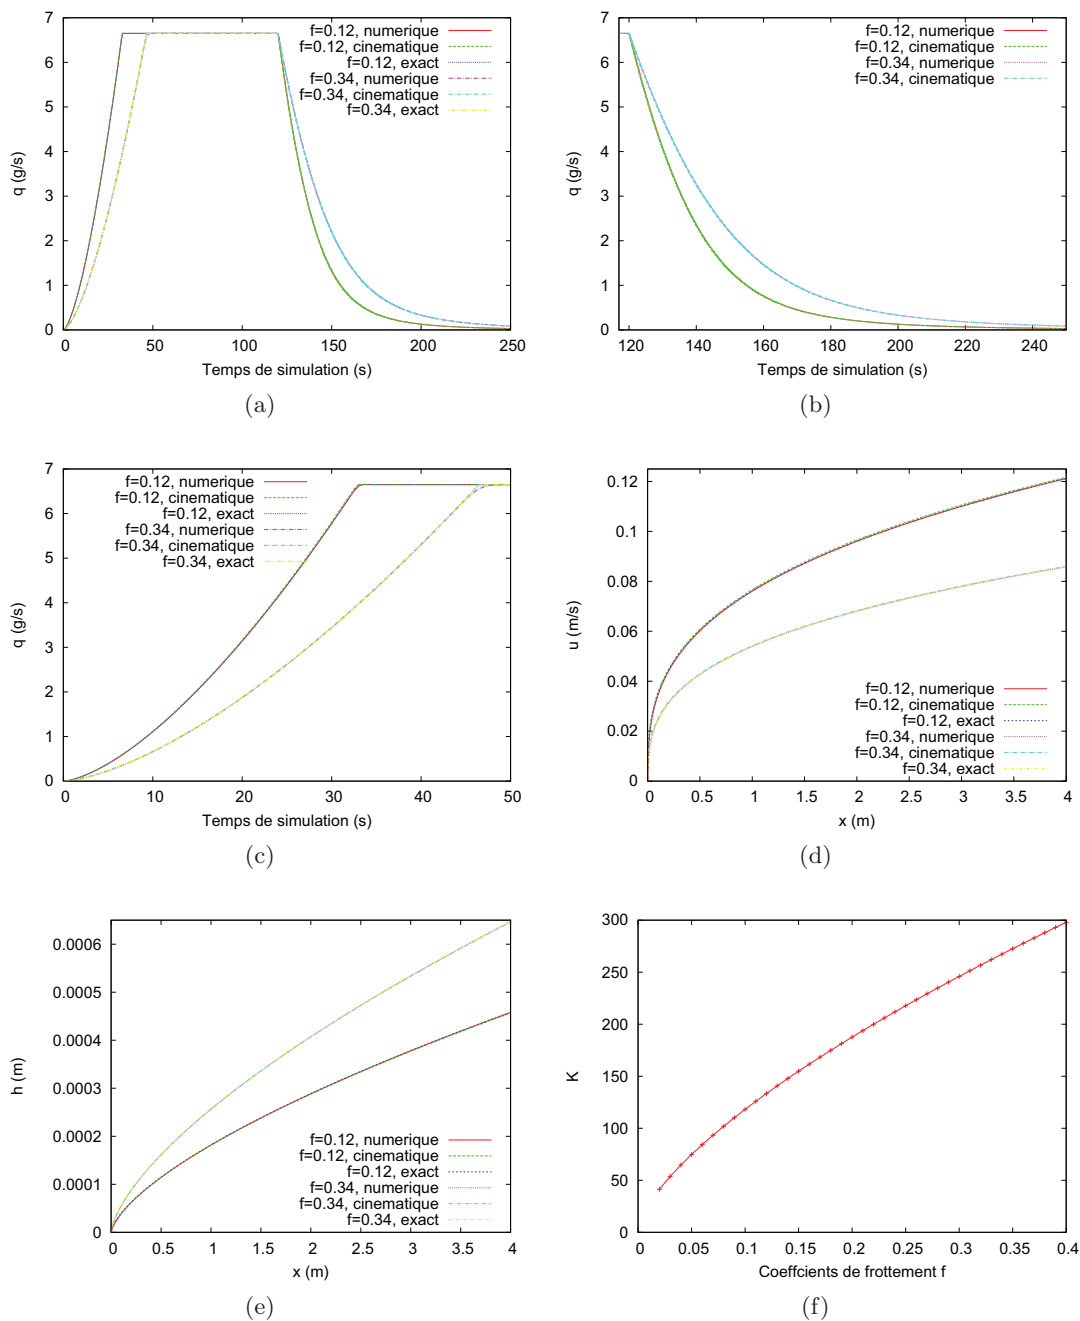 7
6
5
4
3
2
1
0
q (g/s)
f=0.12, numerique
f=0.12, cinematique
f=0.12, exact
f=0.34, numerique
f=0.34, cinematique
f=0.34, exact
0 50 100 150 200 250
Temps de simulation (s)
(a)
7
6
5
4
3
2
1
0
q (g/s)
f=0.12, numerique
f=0.12, cinematique
f=0.34, numerique
f=0.34, cinematique
120 140 160 180 200 220 240
Temps de simulation (s)
(b)
7
6
5
4
3
2
1
0
q (g/s)
f=0.12, numerique
f=0.12, cinematique
f=0.12, exact
f=0.34, numerique
f=0.34, cinematique
f=0.34, exact
0 10 20 30 40 50
Temps de simulation (s)
(c)
0.12
0.1
0.08
0.06
0.04
0.02
0
u (m/s)
f=0.12, numerique
f=0.12, cinematique
f=0.12, exact
f=0.34, numerique
f=0.34, cinematique
f=0.34, exact
0 0.5 1 1.5 2 2.5 3 3.5 4
x (m)
(d)
0.0006
0.0005
0.0004
0.0003
0.0002
0.0001
0
h (m)
f=0.12, numerique
f=0.12, cinematique
f=0.12, exact
f=0.34, numerique
f=0.34, cinematique
f=0.34, exact
0 0.5 1 1.5 2 2.5 3 3.5 4
x (m)
(e)
300
250
200
150
100
50
0
K
0 0.05 0.1 0.15 0.2 0.25 0.3 0.35 0.4
Coeffcients de frottement f
(f)